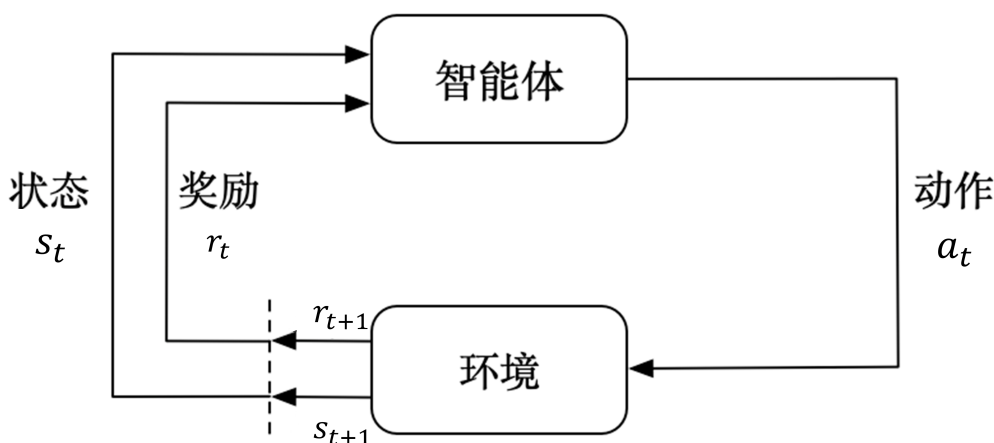 智能体
状态
奖励
动作
s_t
r_t
a_t
r_{t+1}
环境
s_{t+1}